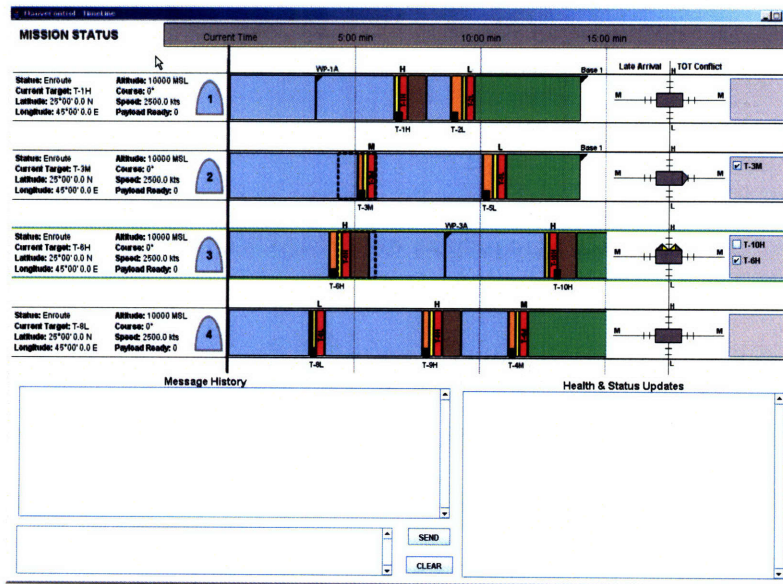 MISSION STATUS
Current Time 5:00 min 10:00 min 15:00 min
WP-1A H L Base 1 Late Arrival TOT Conflict
H
Status: Enroute Altitude: 10000 MSL
Current Target: T-1H Course: 0°
Latitude: 25°00' 0.0 N Speed: 2500.0 kts
Longitude: 45°00' 0.0 E Payload Ready: 0
1
M M
T-1H T-2L L
M L Base 1 H
Status: Enroute Altitude: 10000 MSL
Current Target: T-3M Course: 0°
Latitude: 25°00' 0.0 N Speed: 2500.0 kts
Longitude: 45°00' 0.0 E Payload Ready: 0
2
M M
T-3M
T-3M T-5L L
H WP-3A H H
Status: Enroute Altitude: 10000 MSL
Current Target: T-6H Course: 0°
Latitude: 25°00' 0.0 N Speed: 2500.0 kts
Longitude: 45°00' 0.0 E Payload Ready: 0
3
M M
T-10H
T-6H
T-6H T-10H L
L H M H
Status: Enroute Altitude: 10000 MSL
Current Target: T-8L Course: 0°
Latitude: 25°00' 0.0 N Speed: 2500.0 kts
Longitude: 45°00' 0.0 E Payload Ready: 0
4
M M
T-8L T-9H T-4M L
Message History
Health & Status Updates
SEND
CLEAR